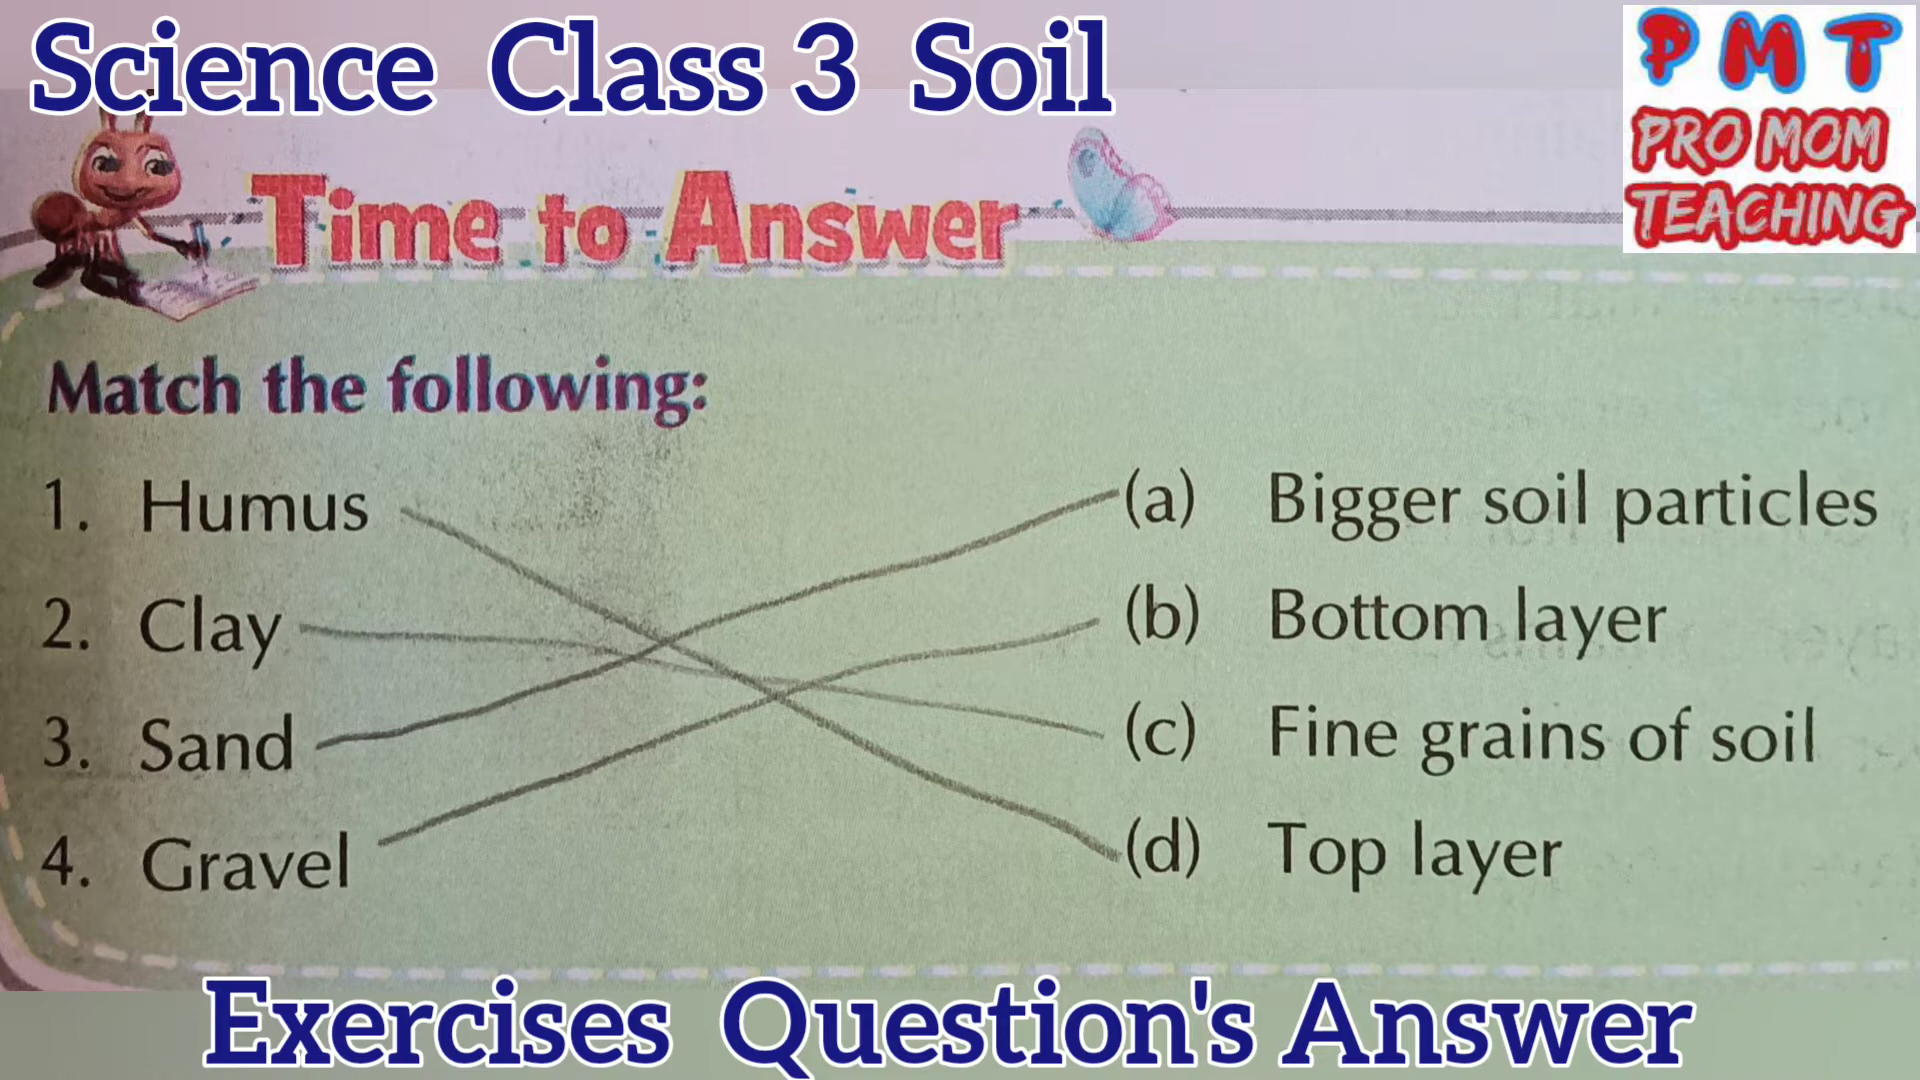 Science Class 3 Soil
PMT
PRO MOM
TEACHING
Time to Answer
Match the following:
1. Humus (a) Bigger soil particles
2. Clay (b) Bottom layer
3. Sand (c) Fine grains of soil
4. Gravel (d) Top layer
Exercises Question's Answer